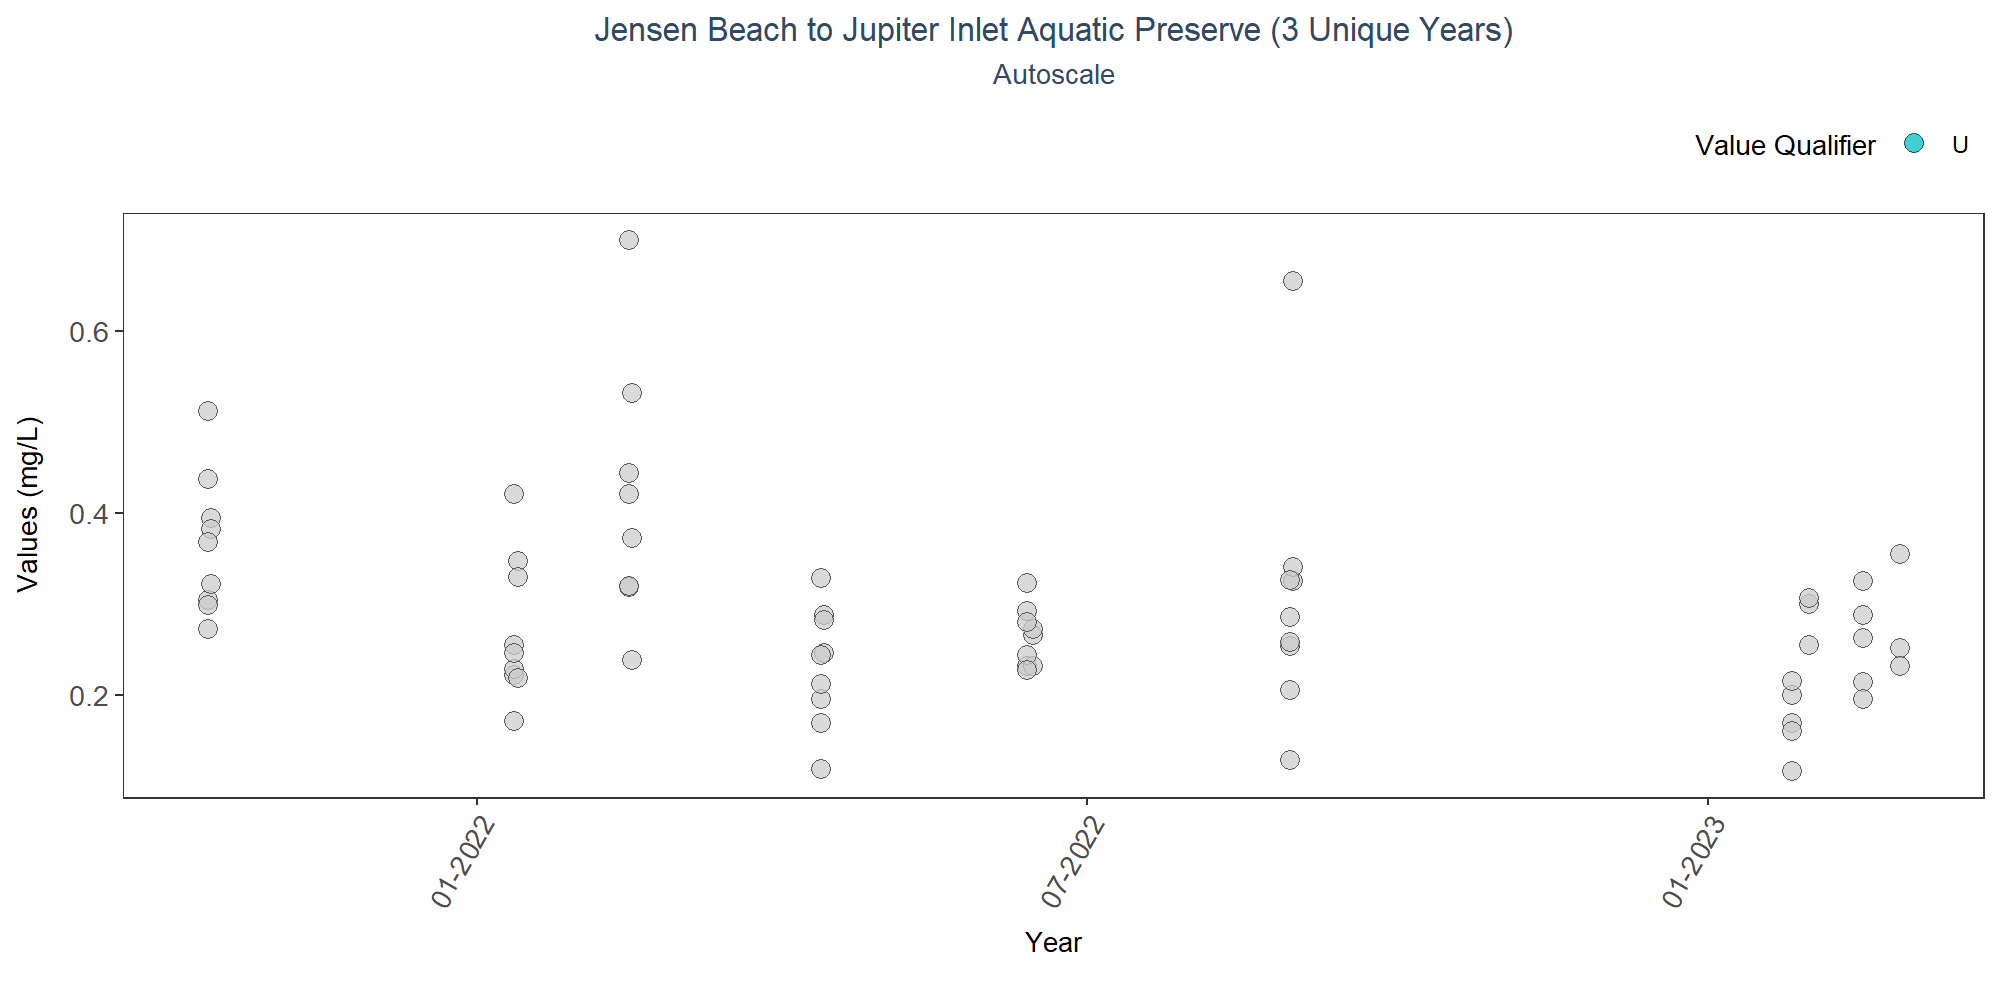 Jensen Beach to Jupiter Inlet Aquatic Preserve (3 Unique Years)
Autoscale
Value Qualifier U
0.6
0.4
0.2
Values (mg/L)
01-2022
07-2022
01-2023
Year